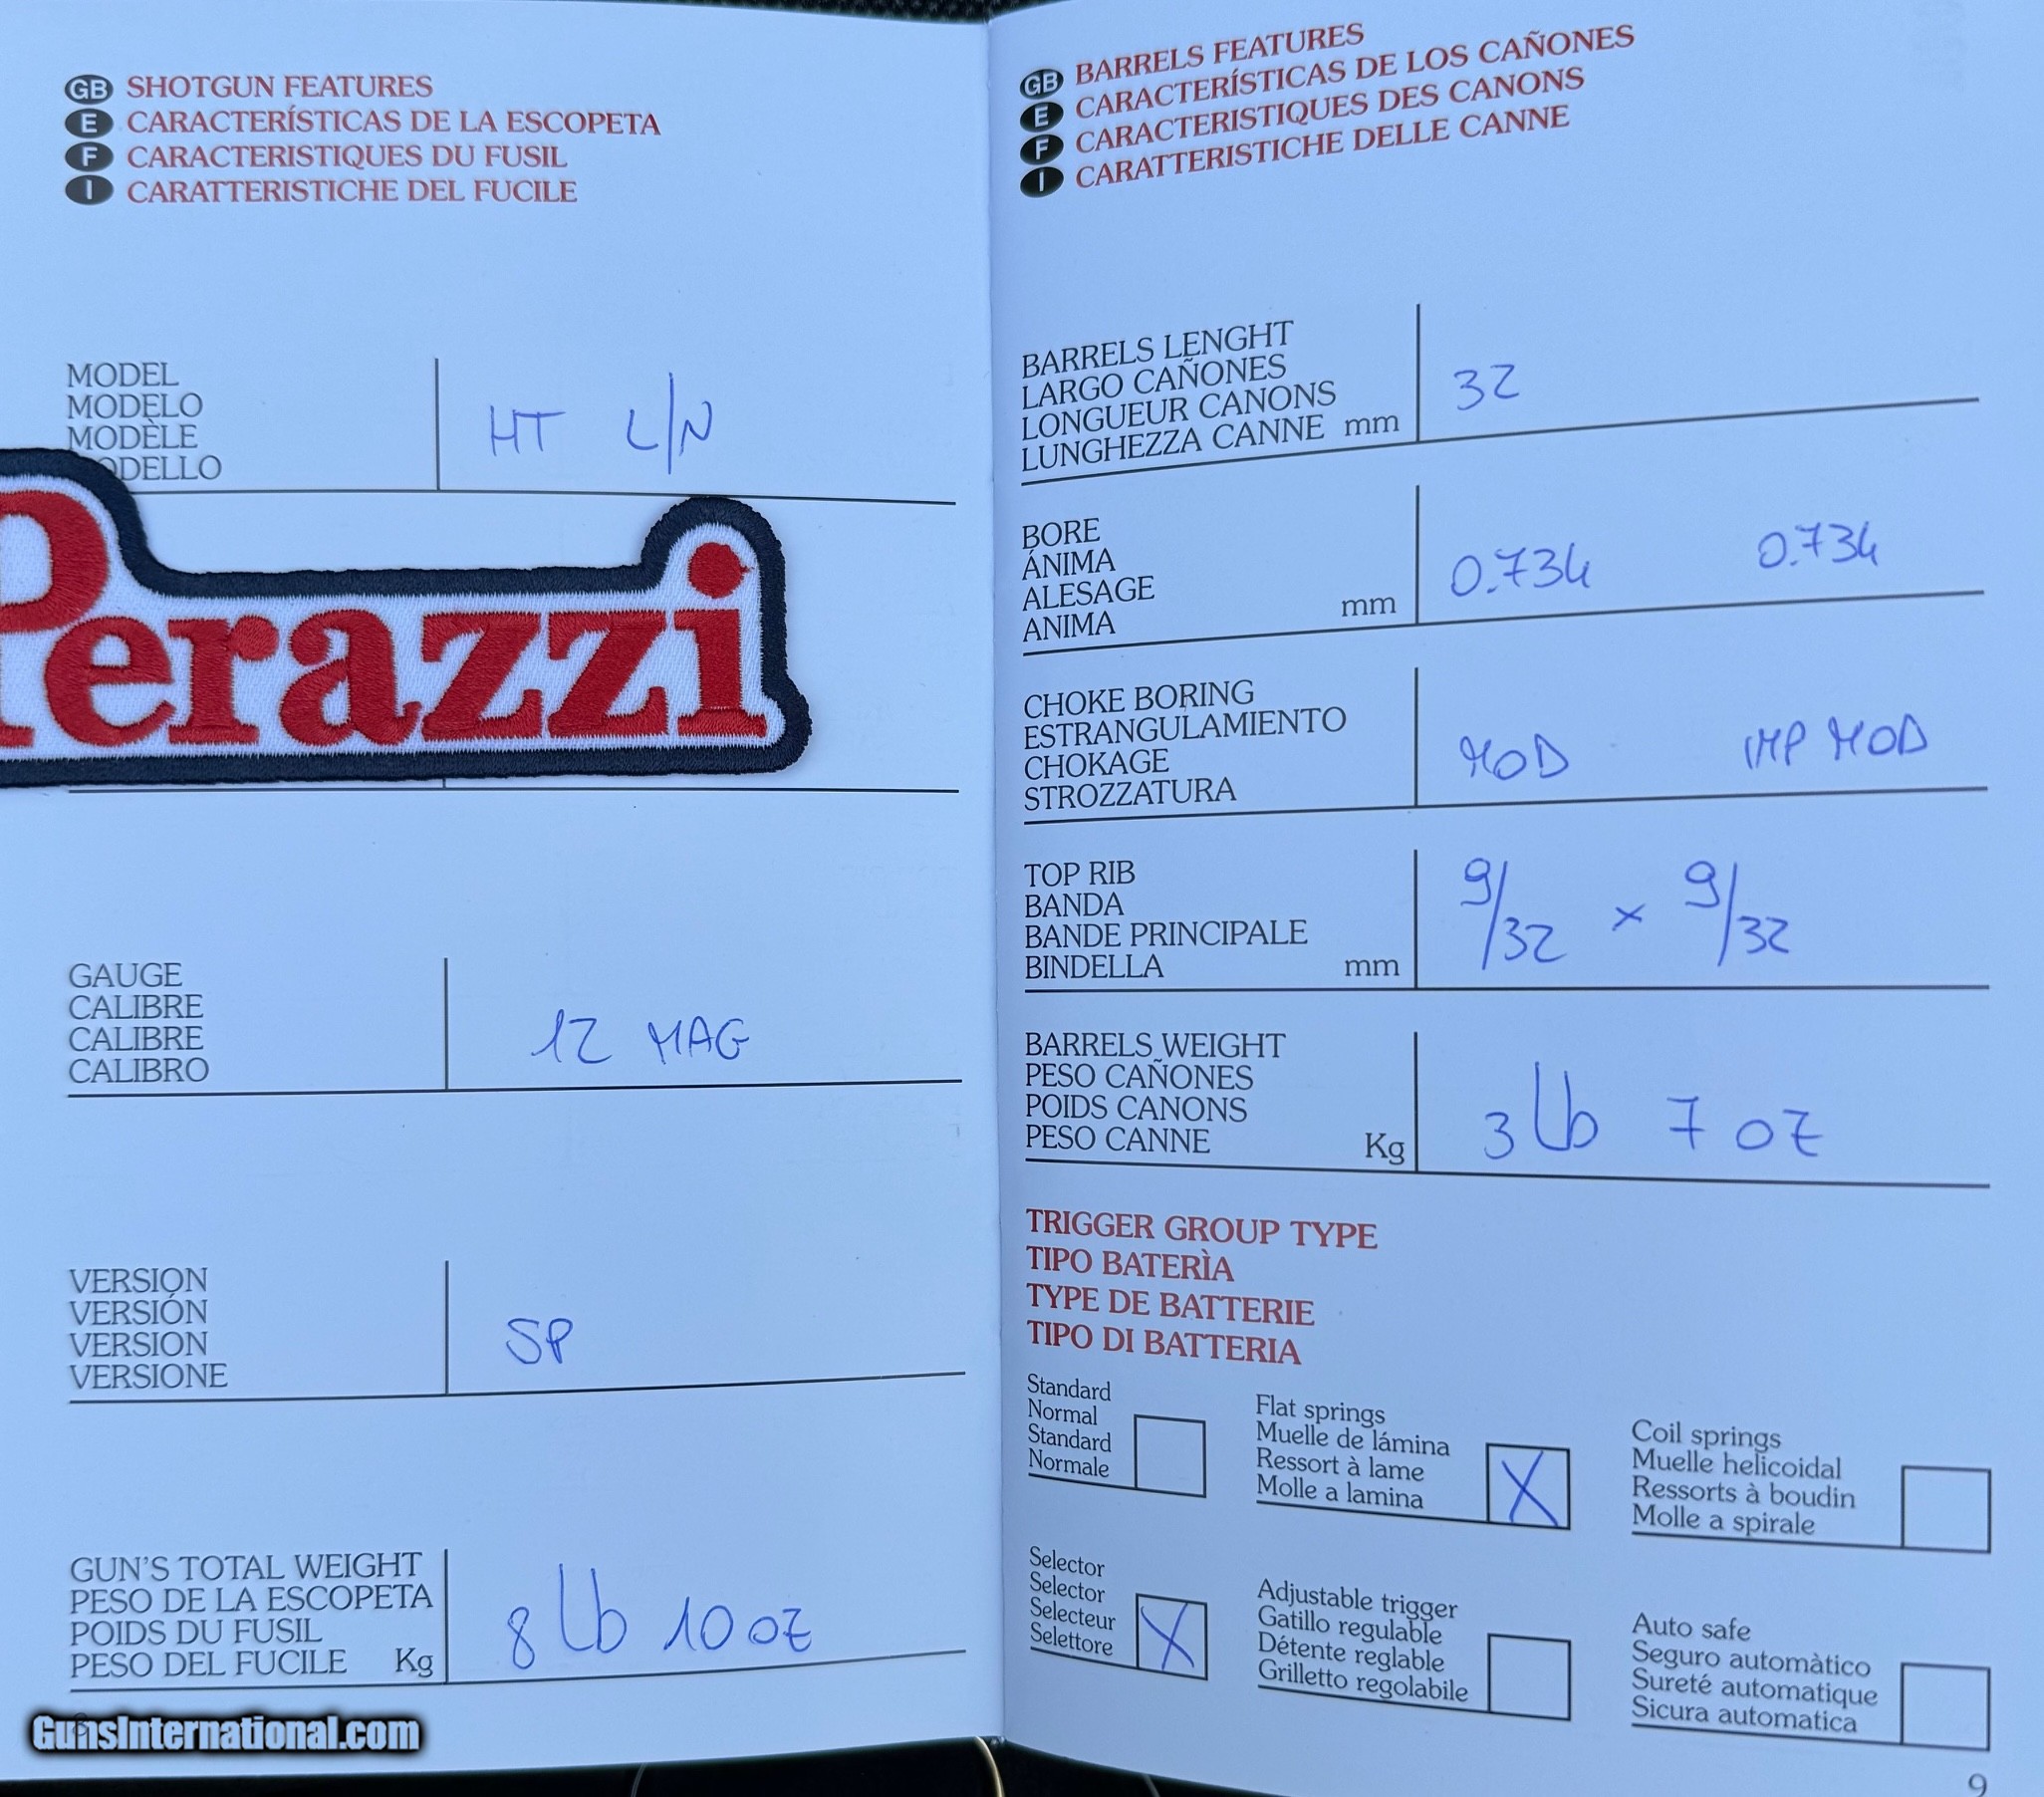 GB SHOTGUN FEATURES
E CARACTERÍSTICAS DE LA ESCOPETA
F CARACTERISTIQUES DU FUSIL
I CARATTERISTICHE DEL FUCILE
MODEL
MODELO
MODÈLE
ODELLO
HT L/N
Perazzi
GAUGE
CALIBRE
CALIBRE
CALIBRO
12 MAG
VERSION
VERSIÓN
VERSION
VERSIONE
SP
GUN'S TOTAL WEIGHT
PESO DE LA ESCOPETA
POIDS DU FUSIL
PESO DEL FUCILE Kg
8 Lb 10 oz
GunsInternational.com
GB BARRELS FEATURES
E CARACTERÍSTICAS DE LOS CAÑONES
F CARACTERISTIQUES DES CANONS
I CARATTERISTICHE DELLE CANNE
BARRELS LENGHT
LARGO CAÑONES
LONGUEUR CANONS
LUNGHEZZA CANNE mm
32
BORE
ÁNIMA
ALESAGE
ANIMA mm
0.734 0.734
CHOKE BORING
ESTRANGULAMIENTO
CHOKAGE
STROZZATURA
MOD IMP MOD
TOP RIB
BANDA
BANDE PRINCIPALE
BINDELLA mm
9/32 x 9/32
BARRELS WEIGHT
PESO CAÑONES
POIDS CANONS
PESO CANNE Kg
3 Lb 7 oz
TRIGGER GROUP TYPE
TIPO BATERÌA
TYPE DE BATTERIE
TIPO DI BATTERIA
Standard
Normal
Standard
Normale
Flat springs
Muelle de lámina
Ressort à lame
Molle a lamina
X
Coil springs
Muelle helicoidal
Ressorts à boudin
Molle a spirale
Selector
Selector
Selecteur
Selettore
X
Adjustable trigger
Gatillo regulable
Détente reglable
Grilletto regolabile
Auto safe
Seguro automàtico
Sureté automatique
Sicura automatica
9